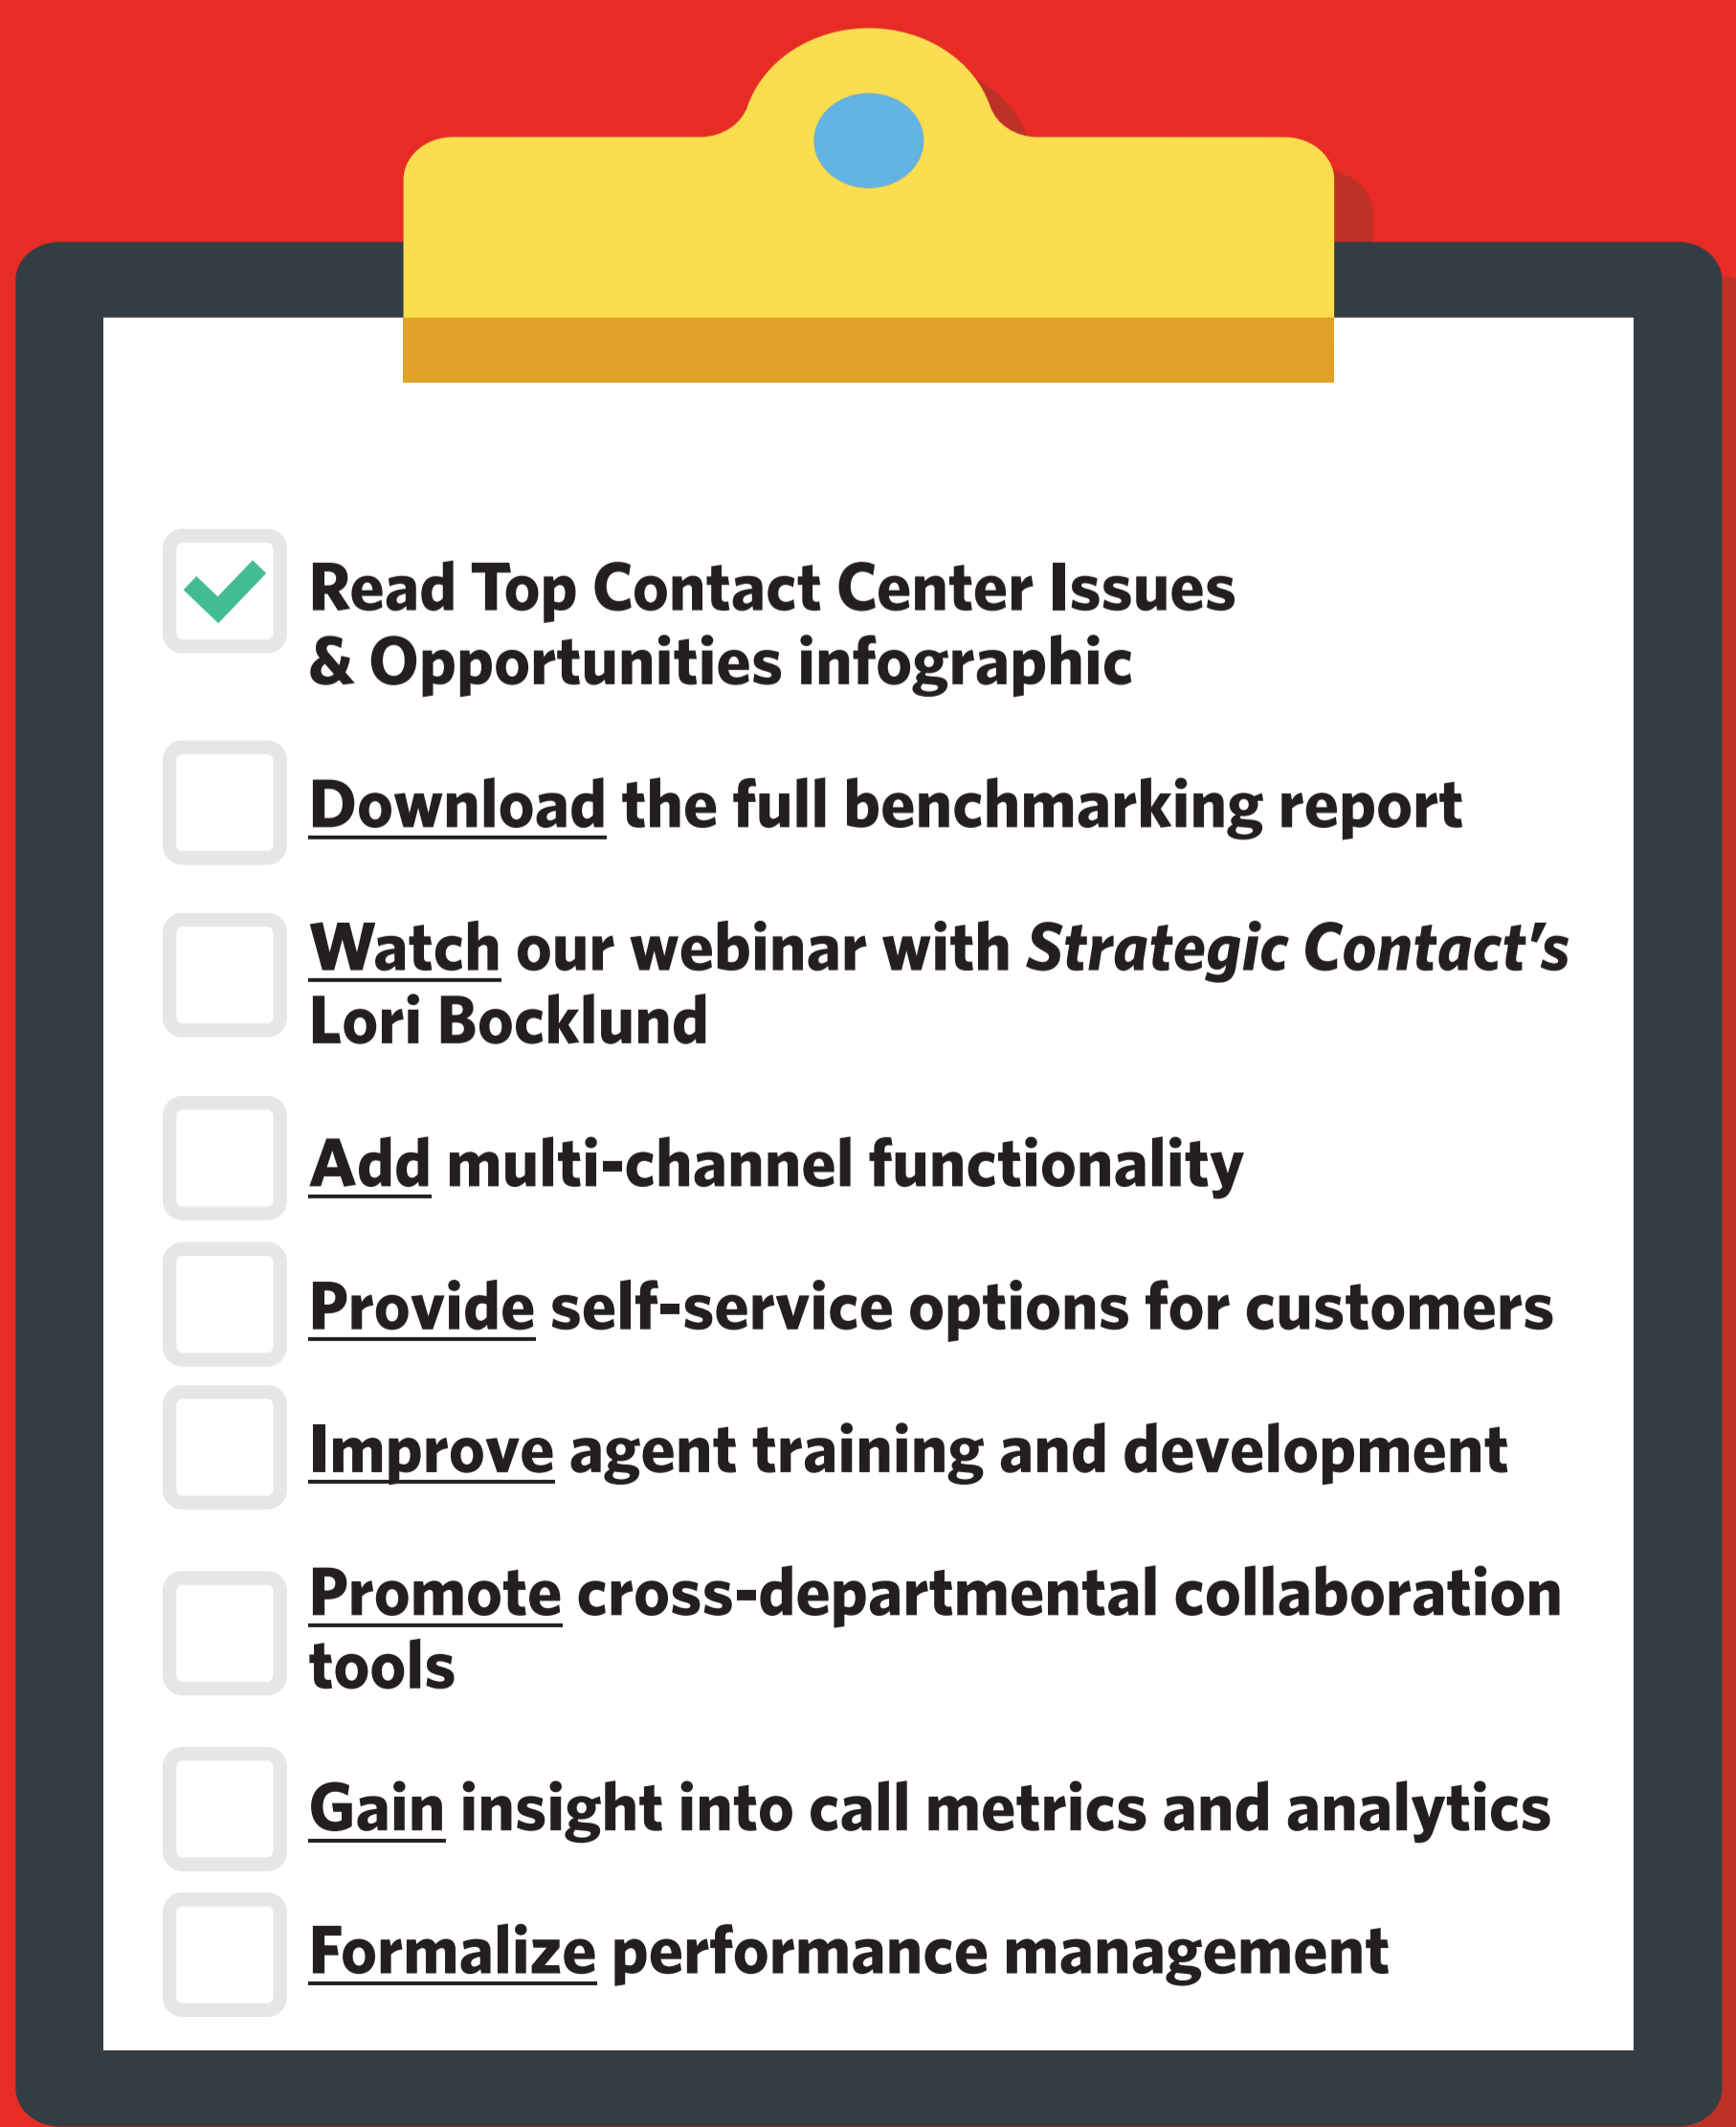 Read Top Contact Center Issues
& Opportunities infographic
Download the full benchmarking report
Watch our webinar with Strategic Contact's
Lori Bocklund
Add multi-channel functionality
Provide self-service options for customers
Improve agent training and development
Promote cross-departmental collaboration
tools
Gain insight into call metrics and analytics
Formalize performance management